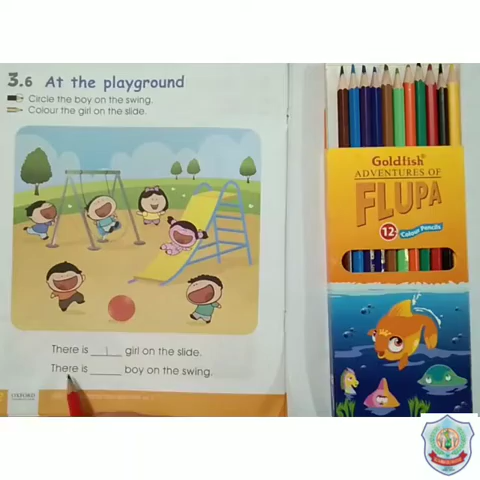 3.6 At the playground
Circle the boy on the swing.
Colour the girl on the slide.
There is 1 girl on the slide.
There is ______ boy on the swing.
OXFORD
Goldfish®
ADVENTURES OF
FLUPA
12 Colour Pencils